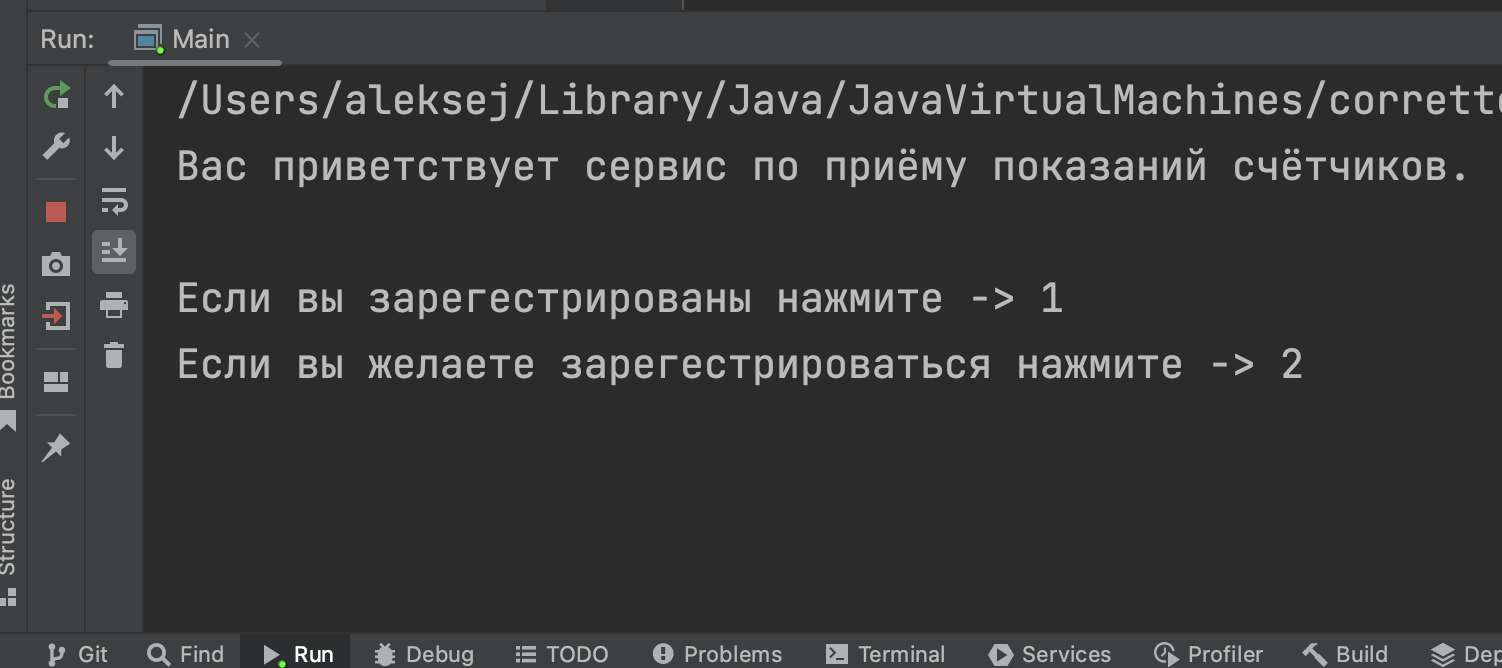 Run: Main
/Users/aleksej/Library/Java/JavaVirtualMachines/corrett
Вас приветствует сервис по приёму показаний счётчиков.
Если вы зарегестрированы нажмите -> 1
Если вы желаете зарегестрироваться нажмите -> 2
Bookmarks
Structure
Git Find Run Debug TODO Problems Terminal Services Profiler Build Dep